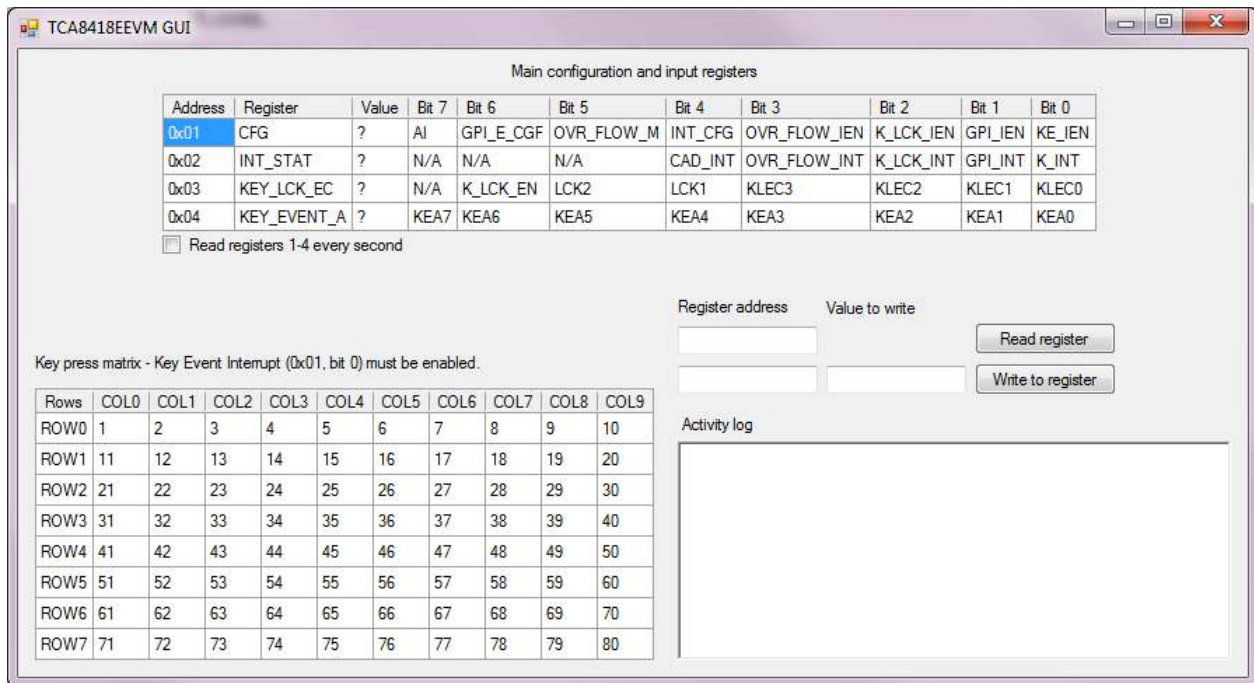 TCA8418EEVM GUI
Main configuration and input registers
Address Register Value Bit 7 Bit 6 Bit 5 Bit 4 Bit 3 Bit 2 Bit 1 Bit 0
0x01 CFG ? AI GPI_E_CGF OVR_FLOW_M INT_CFG OVR_FLOW_IEN K_LCK_IEN GPI_IEN KE_IEN
0x02 INT_STAT ? N/A N/A N/A CAD_INT OVR_FLOW_INT K_LCK_INT GPI_INT K_INT
0x03 KEY_LCK_EC ? N/A K_LCK_EN LCK2 LCK1 KLEC3 KLEC2 KLEC1 KLEC0
0x04 KEY_EVENT_A ? KEA7 KEA6 KEA5 KEA4 KEA3 KEA2 KEA1 KEA0
Read registers 1-4 every second
Register address Value to write
Read register
Write to register
Key press matrix - Key Event Interrupt (0x01, bit 0) must be enabled.
Rows COL0 COL1 COL2 COL3 COL4 COL5 COL6 COL7 COL8 COL9
ROW0 1 2 3 4 5 6 7 8 9 10
ROW1 11 12 13 14 15 16 17 18 19 20
ROW2 21 22 23 24 25 26 27 28 29 30
ROW3 31 32 33 34 35 36 37 38 39 40
ROW4 41 42 43 44 45 46 47 48 49 50
ROW5 51 52 53 54 55 56 57 58 59 60
ROW6 61 62 63 64 65 66 67 68 69 70
ROW7 71 72 73 74 75 76 77 78 79 80
Activity log